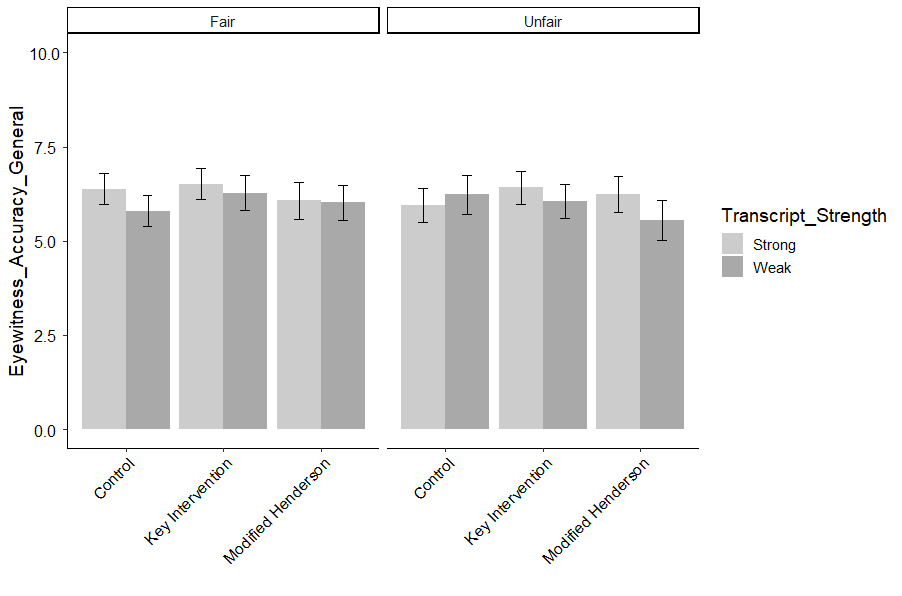 Fair
Unfair
Eyewitness_Accuracy_General
10.0
7.5
5.0
2.5
0.0
Control
Key Intervention
Modified Henderson
Control
Key Intervention
Modified Henderson
Transcript_Strength
Strong
Weak